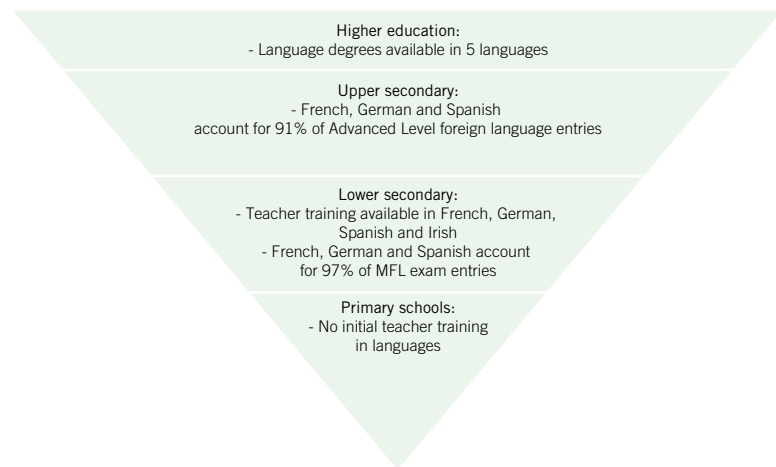 Higher education:
- Language degrees available in 5 languages
Upper secondary:
- French, German and Spanish
account for 91% of Advanced Level foreign language entries
Lower secondary:
- Teacher training available in French, German,
Spanish and Irish
- French, German and Spanish account
for 97% of MFL exam entries
Primary schools:
- No initial teacher training
in languages